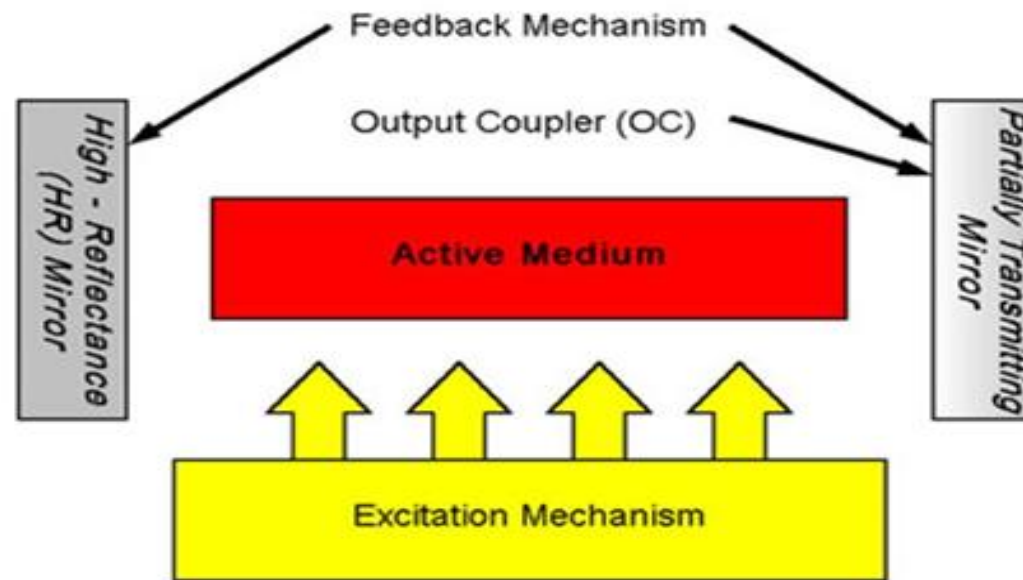 Feedback Mechanism
Output Coupler (OC)
High - Reflectance
(HR) Mirror
Active Medium
Partially Transmitting
Mirror
Excitation Mechanism